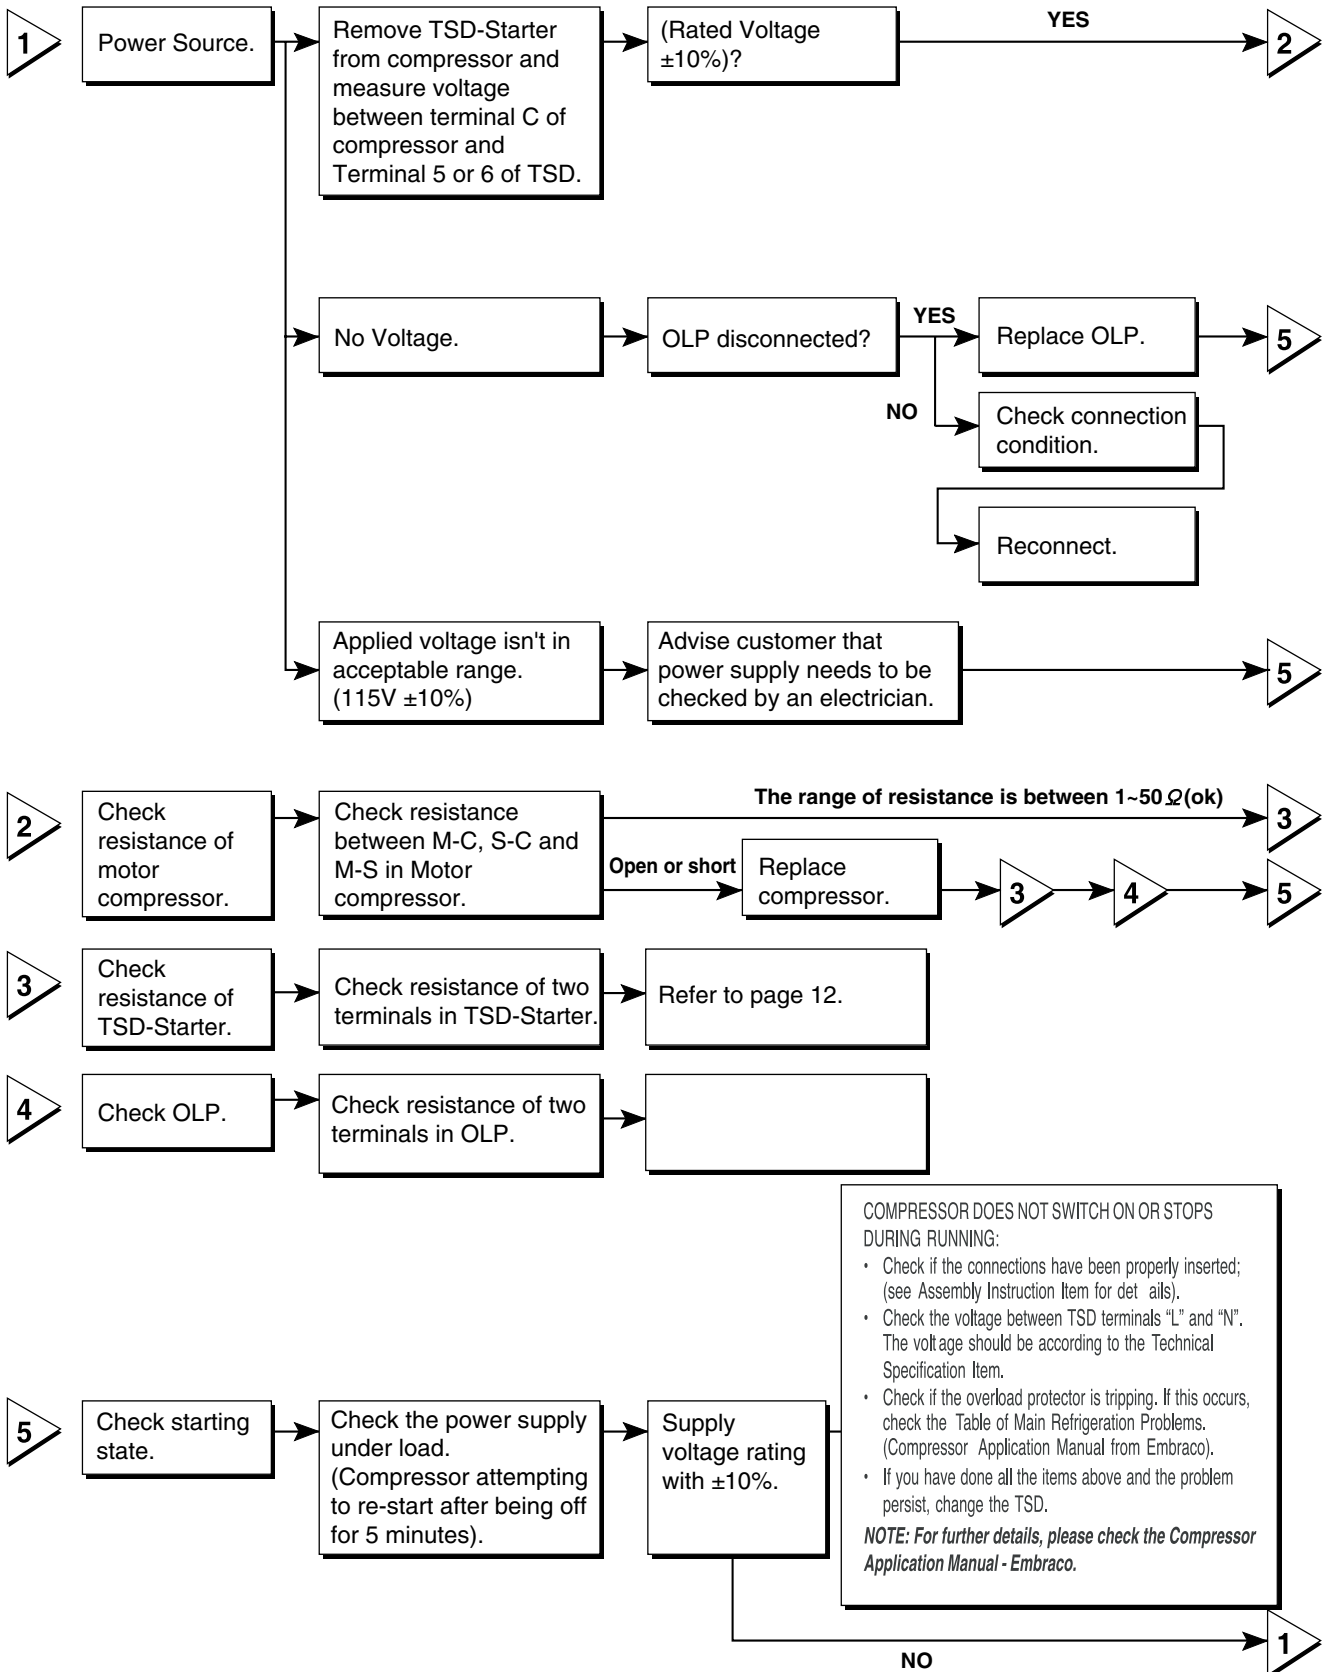 1
Power Source.
Remove TSD-Starter
from compressor and
measure voltage
between terminal C of
compressor and
Terminal 5 or 6 of TSD.
(Rated Voltage
±10%)?
YES
2
No Voltage.
OLP disconnected?
YES
Replace OLP.
5
NO
Check connection
condition.
Reconnect.
Applied voltage isn't in
acceptable range.
(115V ±10%)
Advise customer that
power supply needs to be
checked by an electrician.
5
2
Check
resistance of
motor
compressor.
Check resistance
between M-C, S-C and
M-S in Motor
compressor.
The range of resistance is between 1~50Ω(ok)
3
Open or short
Replace
compressor.
3
4
5
3
Check
resistance of
TSD-Starter.
Check resistance of two
terminals in TSD-Starter.
Refer to page 12.
4
Check OLP.
Check resistance of two
terminals in OLP.
5
Check starting
state.
Check the power supply
under load.
(Compressor attempting
to re-start after being off
for 5 minutes).
Supply
voltage rating
with ±10%.
COMPRESSOR DOES NOT SWITCH ON OR STOPS
DURING RUNNING:
• Check if the connections have been properly inserted;
(see Assembly Instruction Item for det ails).
• Check the voltage between TSD terminals “L” and “N”.
The voltage should be according to the Technical
Specification Item.
• Check if the overload protector is tripping. If this occurs,
check the Table of Main Refrigeration Problems.
(Compressor Application Manual from Embraco).
• If you have done all the items above and the problem
persist, change the TSD.
NOTE: For further details, please check the Compressor
Application Manual - Embraco.
NO
1